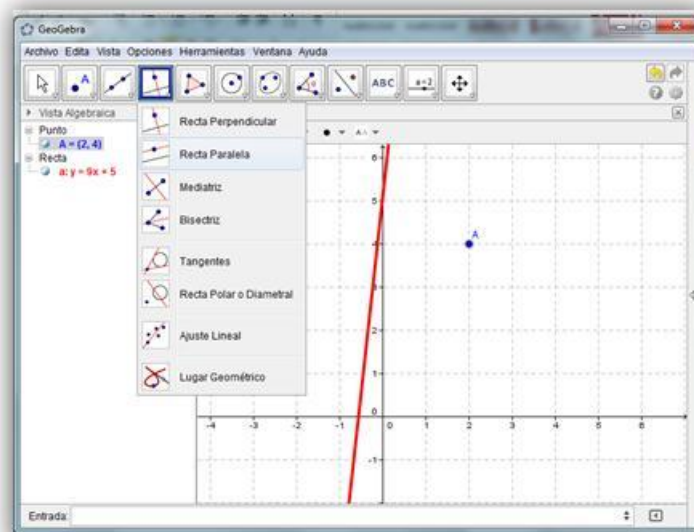 GeoGebra
Archivo Edita Vista Opciones Herramientas Ventana Ayuda
A
ABC
a=2
Vista Algebraica
Punto
A = (2, 4)
Recta
a: y = 9x + 5
Recta Perpendicular
Recta Paralela
Mediatriz
Bisectriz
Tangentes
Recta Polar o Diametral
Ajuste Lineal
Lugar Geométrico
6
5
4
3
2
1
0
-1
-4 -3 -2 -1 0 1 2 3 4 5 6
A
Entrada: